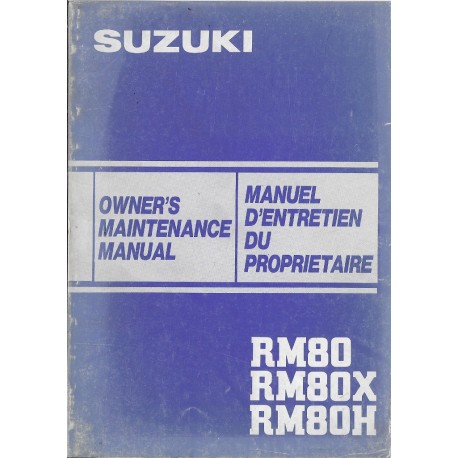 SUZUKI
OWNER'S
MAINTENANCE
MANUAL
MANUEL
D'ENTRETIEN
DU
PROPRIETAIRE
RM80
RM80X
RM80H